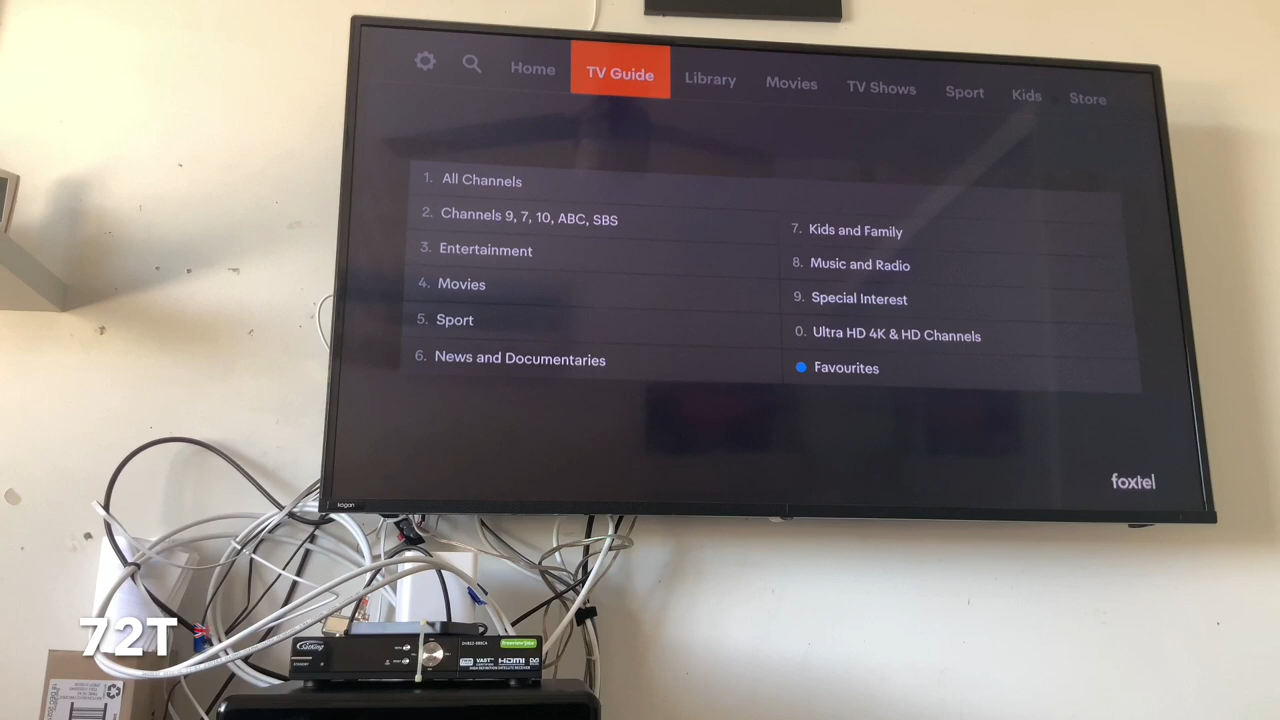 Home
TV Guide
Library
Movies
TV Shows
Sport
Kids
Store
1. All Channels
2. Channels 9, 7, 10, ABC, SBS
3. Entertainment
4. Movies
5. Sport
6. News and Documentaries
7. Kids and Family
8. Music and Radio
9. Special Interest
0. Ultra HD 4K & HD Channels
Favourites
foxtel
kogan
72T
SatKing
STANDBY
VAST
HDMI